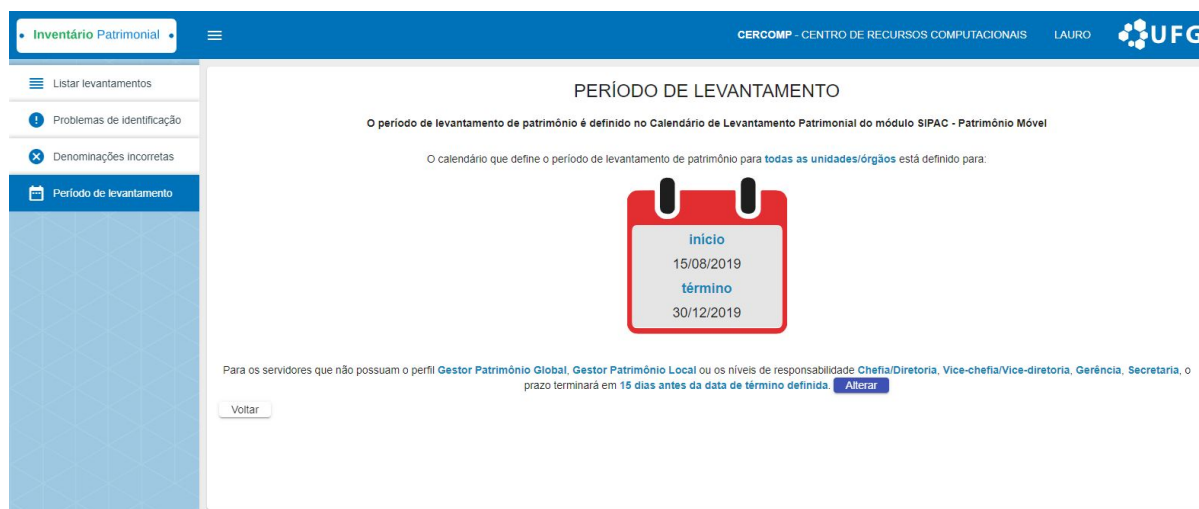 Inventário Patrimonial
CERCOMP - CENTRO DE RECURSOS COMPUTACIONAIS
LAURO
UFG
Listar levantamentos
Problemas de identificação
Denominações incorretas
Período de levantamento
PERÍODO DE LEVANTAMENTO
O período de levantamento de patrimônio é definido no Calendário de Levantamento Patrimonial do módulo SIPAC - Patrimônio Móvel
O calendário que define o período de levantamento de patrimônio para todas as unidades/órgãos está definido para:
início
15/08/2019
término
30/12/2019
Para os servidores que não possuam o perfil Gestor Patrimônio Global, Gestor Patrimônio Local ou os níveis de responsabilidade Chefia/Diretoria, Vice-chefia/Vice-diretoria, Gerência, Secretaria, o
prazo terminará em 15 dias antes da data de término definida. Alterar
Voltar